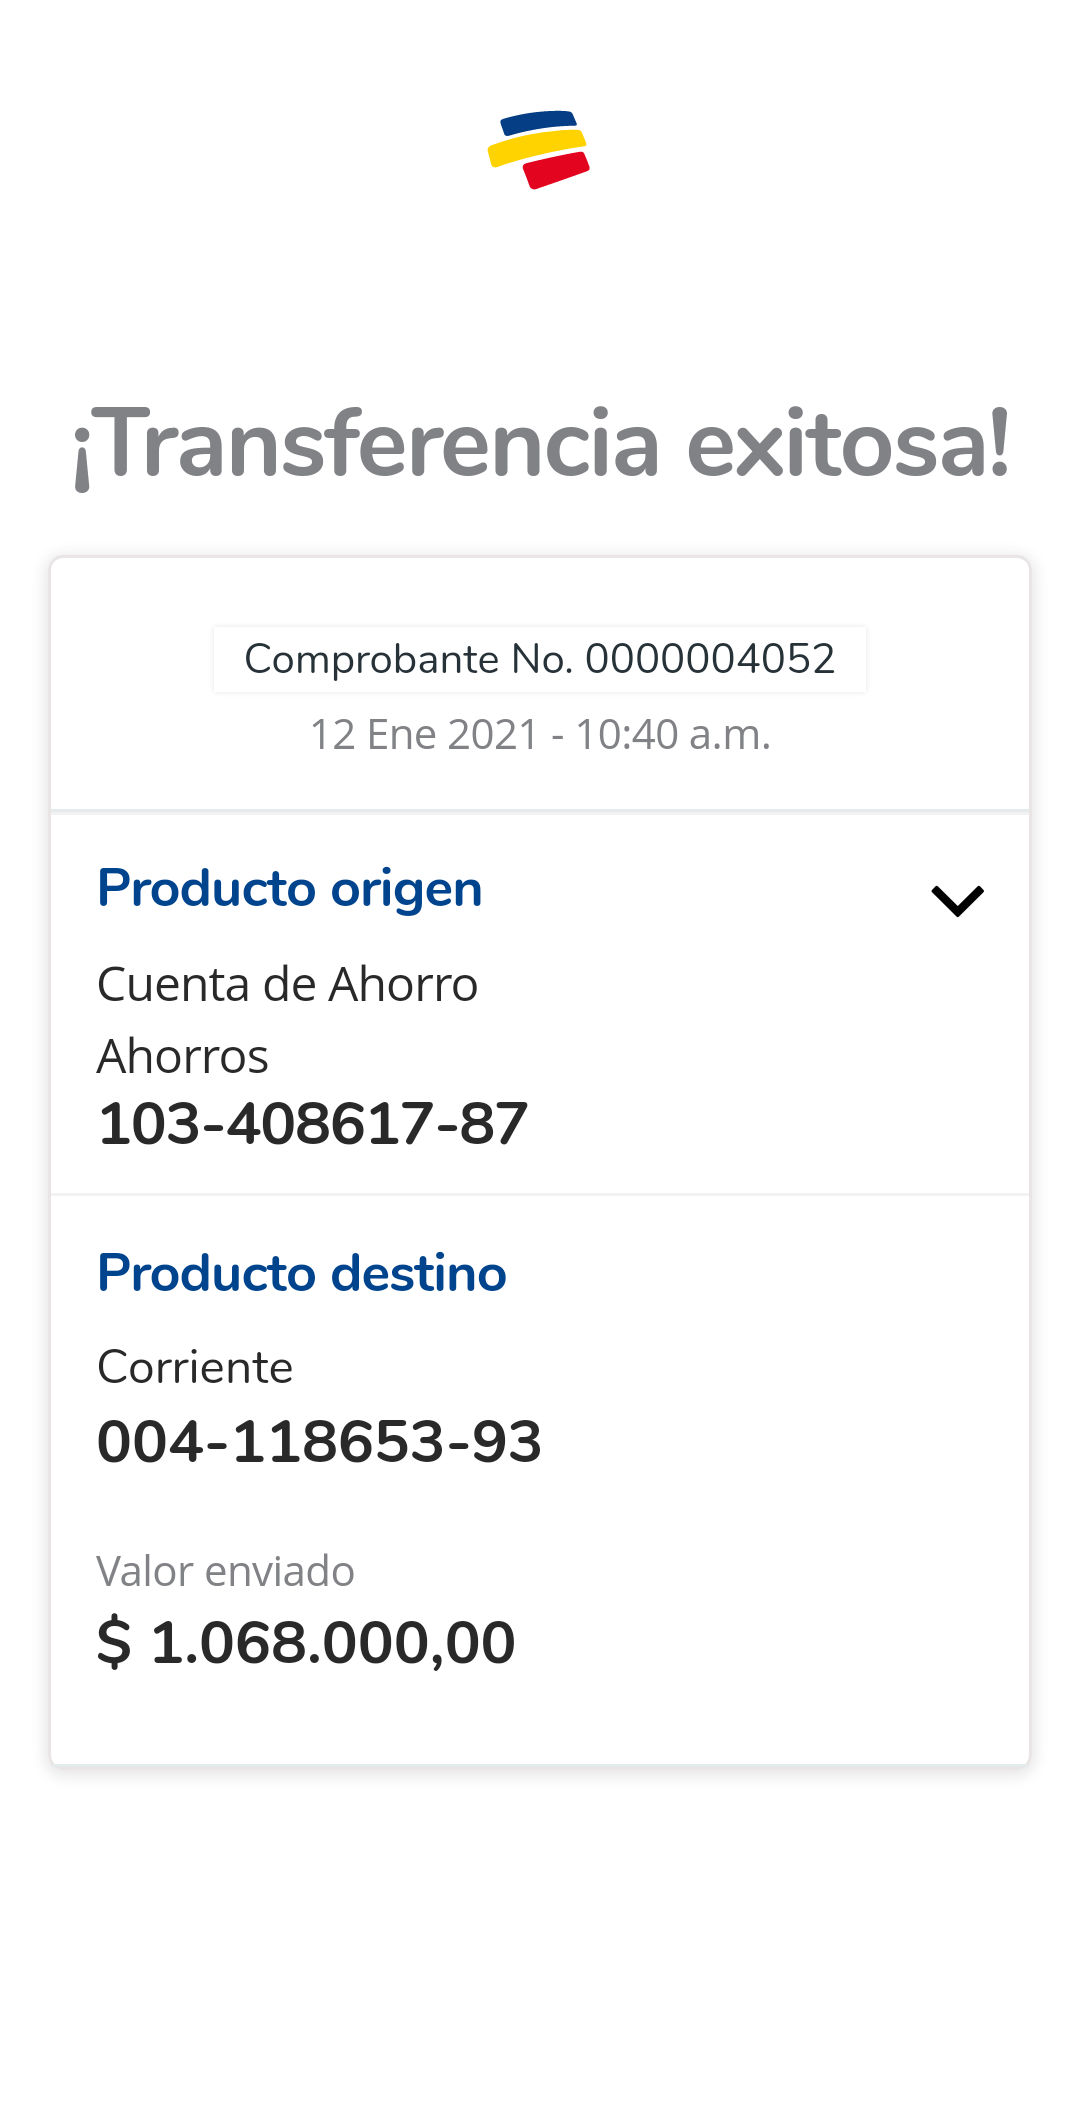 ¡Transferencia exitosa!
Comprobante No. 0000004052
12 Ene 2021 - 10:40 a.m.
Producto origen
Cuenta de Ahorro
Ahorros
103-408617-87
Producto destino
Corriente
004-118653-93
Valor enviado
$ 1.068.000,00